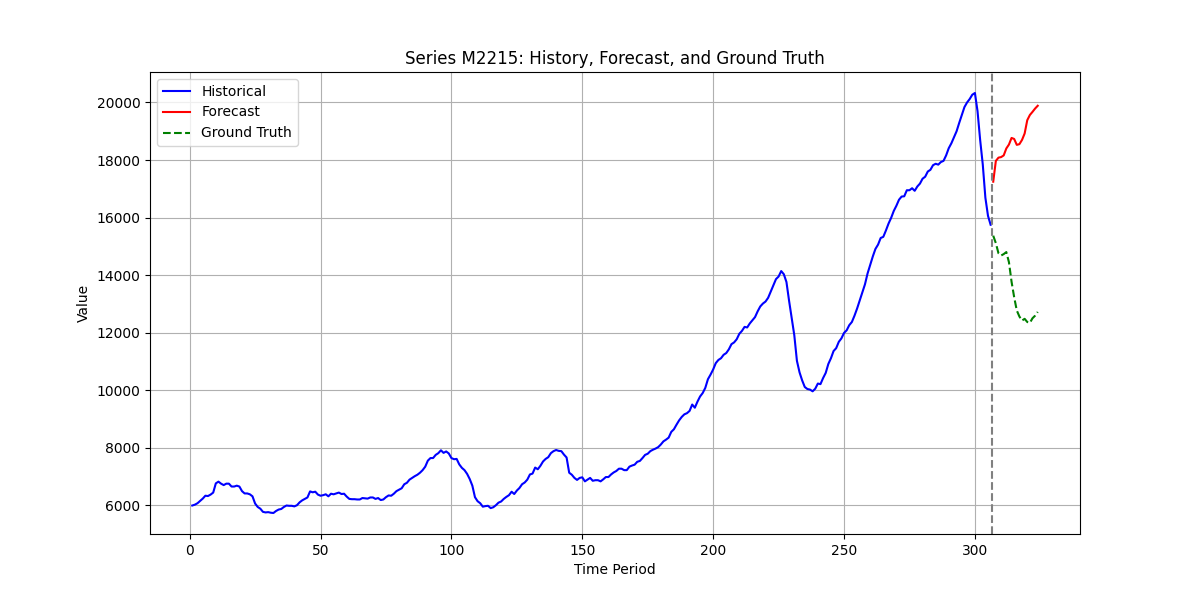 Series M2215: History, Forecast, and Ground Truth
Historical
Forecast
Ground Truth
Value
20000
18000
16000
14000
12000
10000
8000
6000
0 50 100 150 200 250 300
Time Period